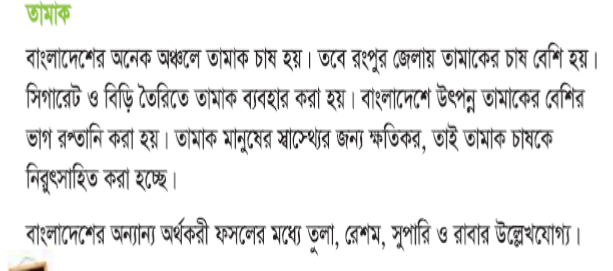 তামাক
বাংলাদেশের অনেক অঞ্চলে তামাক চাষ হয়। তবে রংপুর জেলায় তামাকের চাষ বেশি হয়।
সিগারেট ও বিড়ি তৈরিতে তামাক ব্যবহার করা হয়। বাংলাদেশে উৎপন্ন তামাকের বেশির
ভাগ রপ্তানি করা হয়। তামাক মানুষের স্বাস্থ্যের জন্য ক্ষতিকর, তাই তামাক চাষকে
নিরুৎসাহিত করা হচ্ছে।
বাংলাদেশের অন্যান্য অর্থকরী ফসলের মধ্যে তুলা, রেশম, সুপারি ও রাবার উল্লেখযোগ্য।